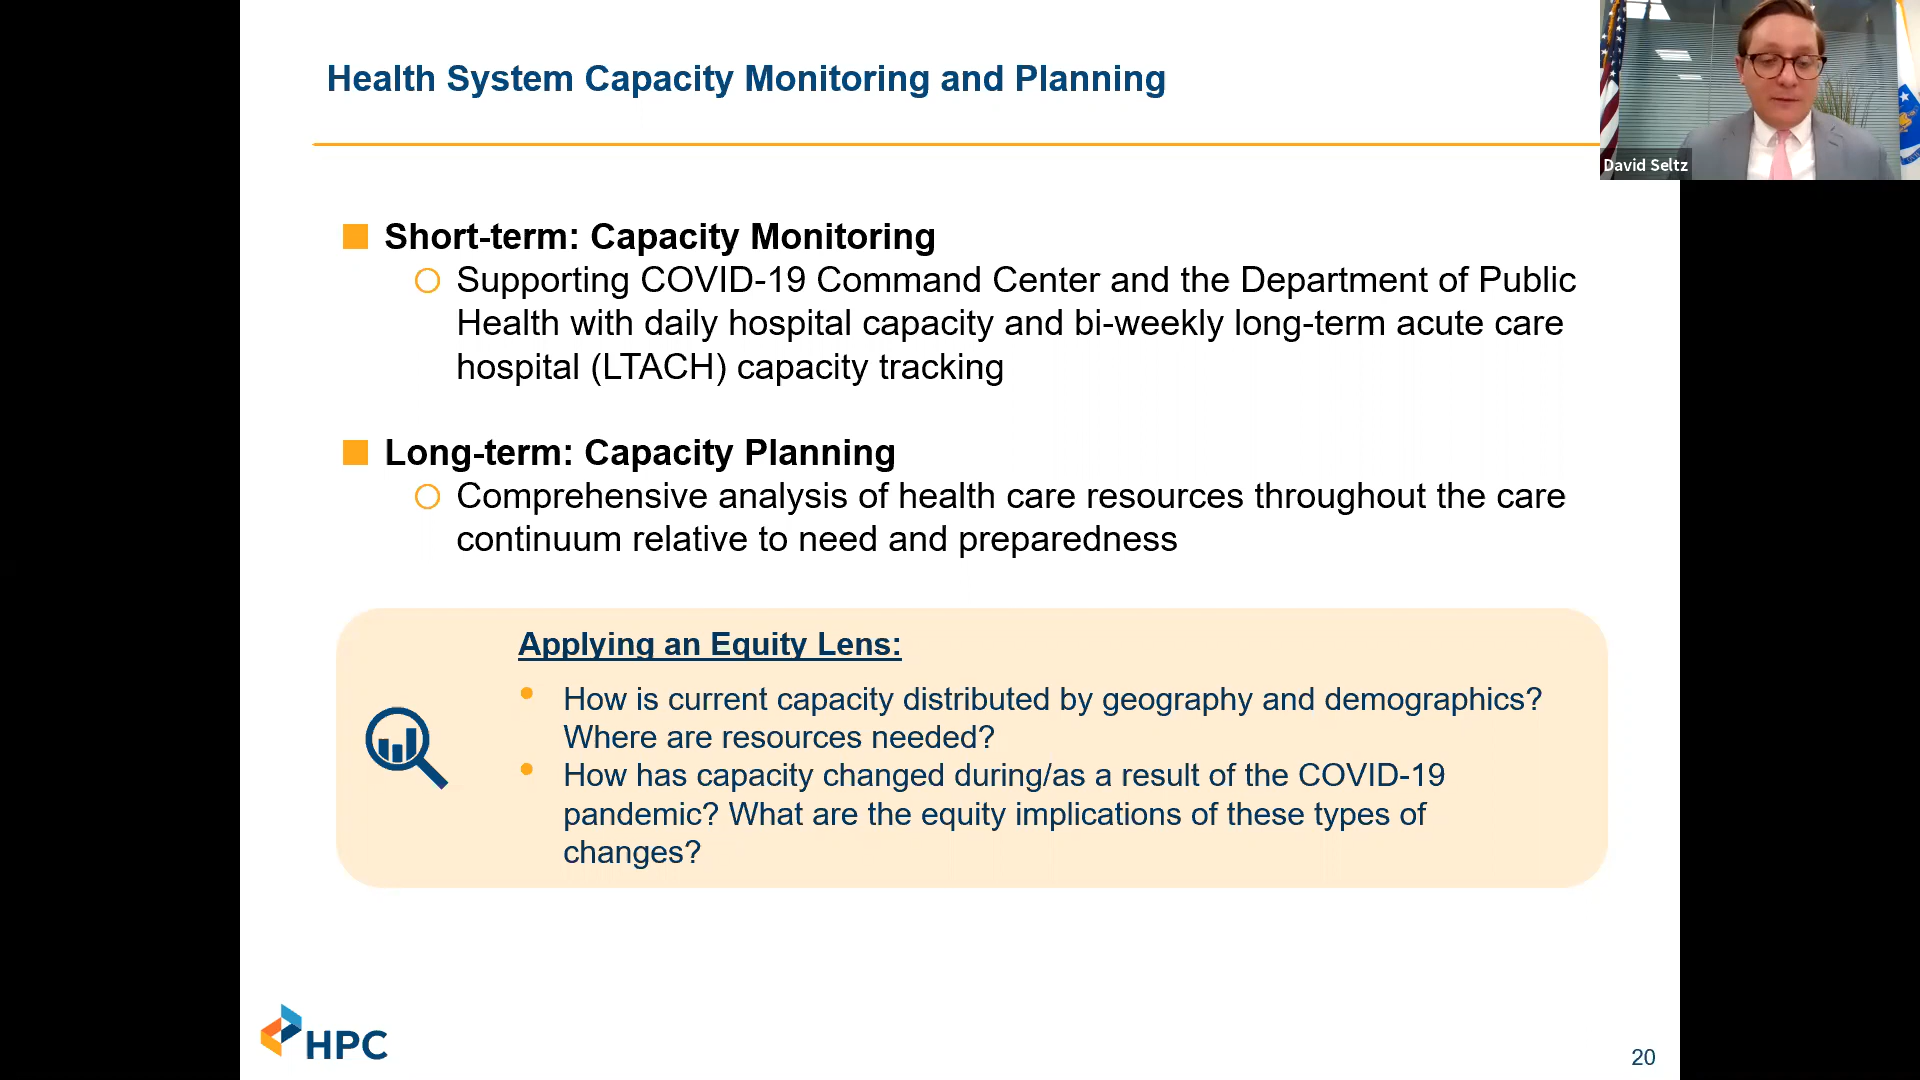 Health System Capacity Monitoring and Planning
David Seltz
Short-term: Capacity Monitoring
Supporting COVID-19 Command Center and the Department of Public
Health with daily hospital capacity and bi-weekly long-term acute care
hospital (LTACH) capacity tracking
Long-term: Capacity Planning
Comprehensive analysis of health care resources throughout the care
continuum relative to need and preparedness
Applying an Equity Lens:
How is current capacity distributed by geography and demographics?
Where are resources needed?
How has capacity changed during/as a result of the COVID-19
pandemic? What are the equity implications of these types of
changes?
HPC
20